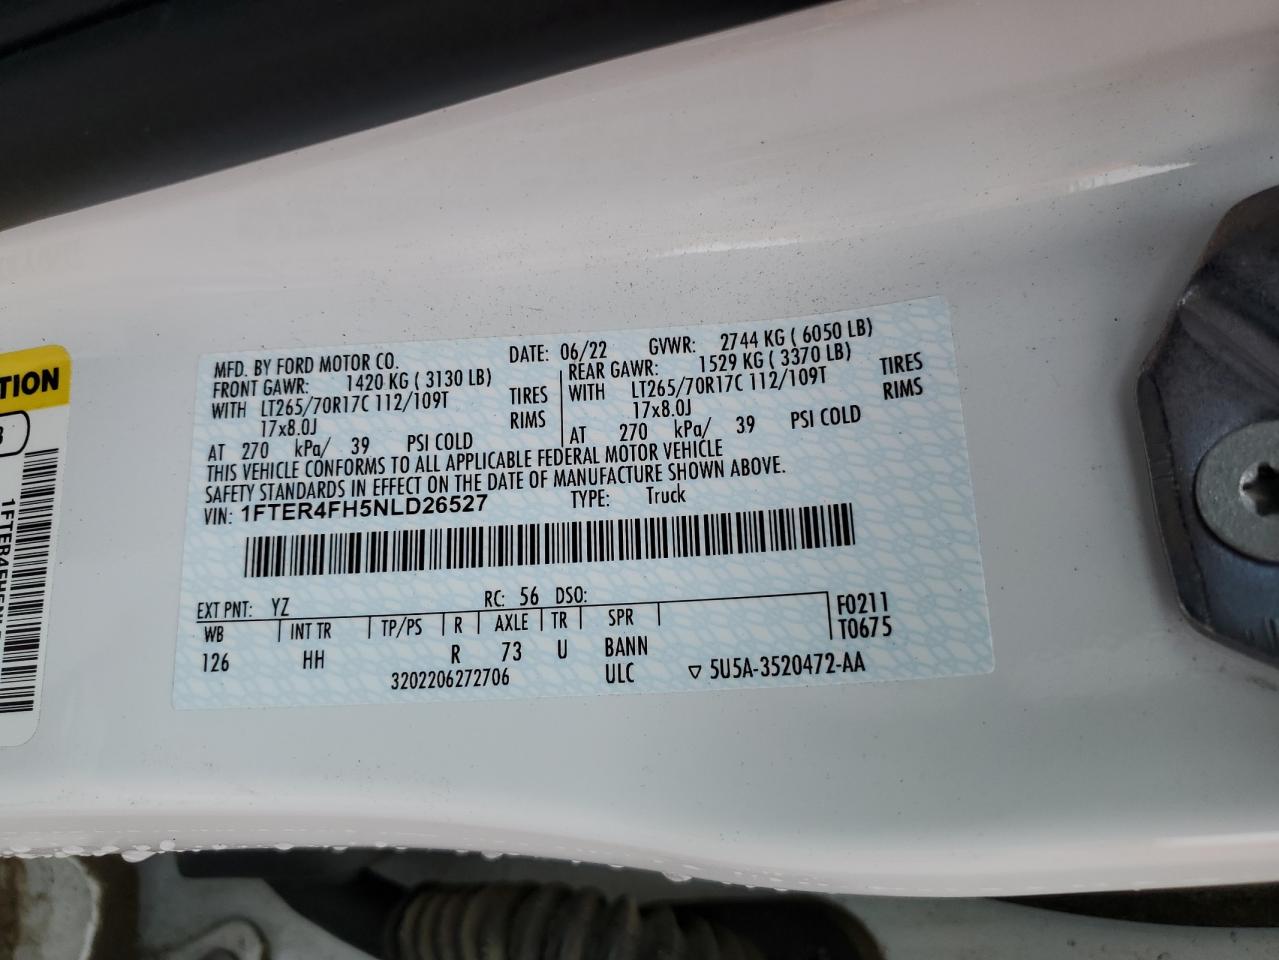 MFD. BY FORD MOTOR CO. DATE: 06/22 GVWR: 2744 KG ( 6050 LB)
FRONT GAWR: 1420 KG ( 3130 LB) REAR GAWR: 1529 KG ( 3370 LB)
WITH LT265/70R17C 112/109T TIRES WITH LT265/70R17C 112/109T TIRES
17x8.0J RIMS 17x8.0J RIMS
AT 270 kPa/ 39 PSI COLD AT 270 kPa/ 39 PSI COLD
THIS VEHICLE CONFORMS TO ALL APPLICABLE FEDERAL MOTOR VEHICLE
SAFETY STANDARDS IN EFFECT ON THE DATE OF MANUFACTURE SHOWN ABOVE.
VIN: 1FTER4FH5NLD26527 TYPE: Truck
EXT PNT: YZ RC: 56 DSO:
WB INT TR TP/PS R AXLE TR SPR F0211
126 HH R 73 U BANN T0675
3202206272706 ULC ▽ 5U5A-3520472-AA
TION